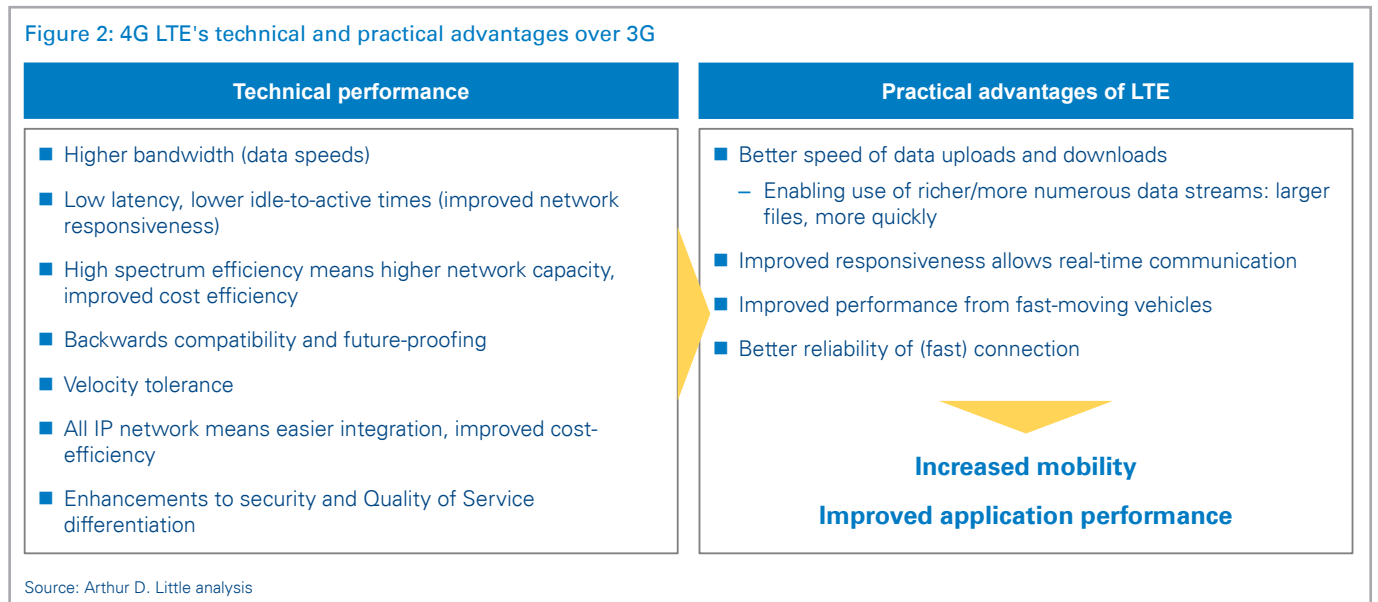 Figure 2: 4G LTE's technical and practical advantages over 3G
Technical performance
Higher bandwidth (data speeds)
Low latency, lower idle-to-active times (improved network
responsiveness)
High spectrum efficiency means higher network capacity,
improved cost efficiency
Backwards compatibility and future-proofing
Velocity tolerance
All IP network means easier integration, improved cost-
efficiency
Enhancements to security and Quality of Service
differentiation
Practical advantages of LTE
Better speed of data uploads and downloads
– Enabling use of richer/more numerous data streams: larger
files, more quickly
Improved responsiveness allows real-time communication
Improved performance from fast-moving vehicles
Better reliability of (fast) connection
Increased mobility
Improved application performance
Source: Arthur D. Little analysis